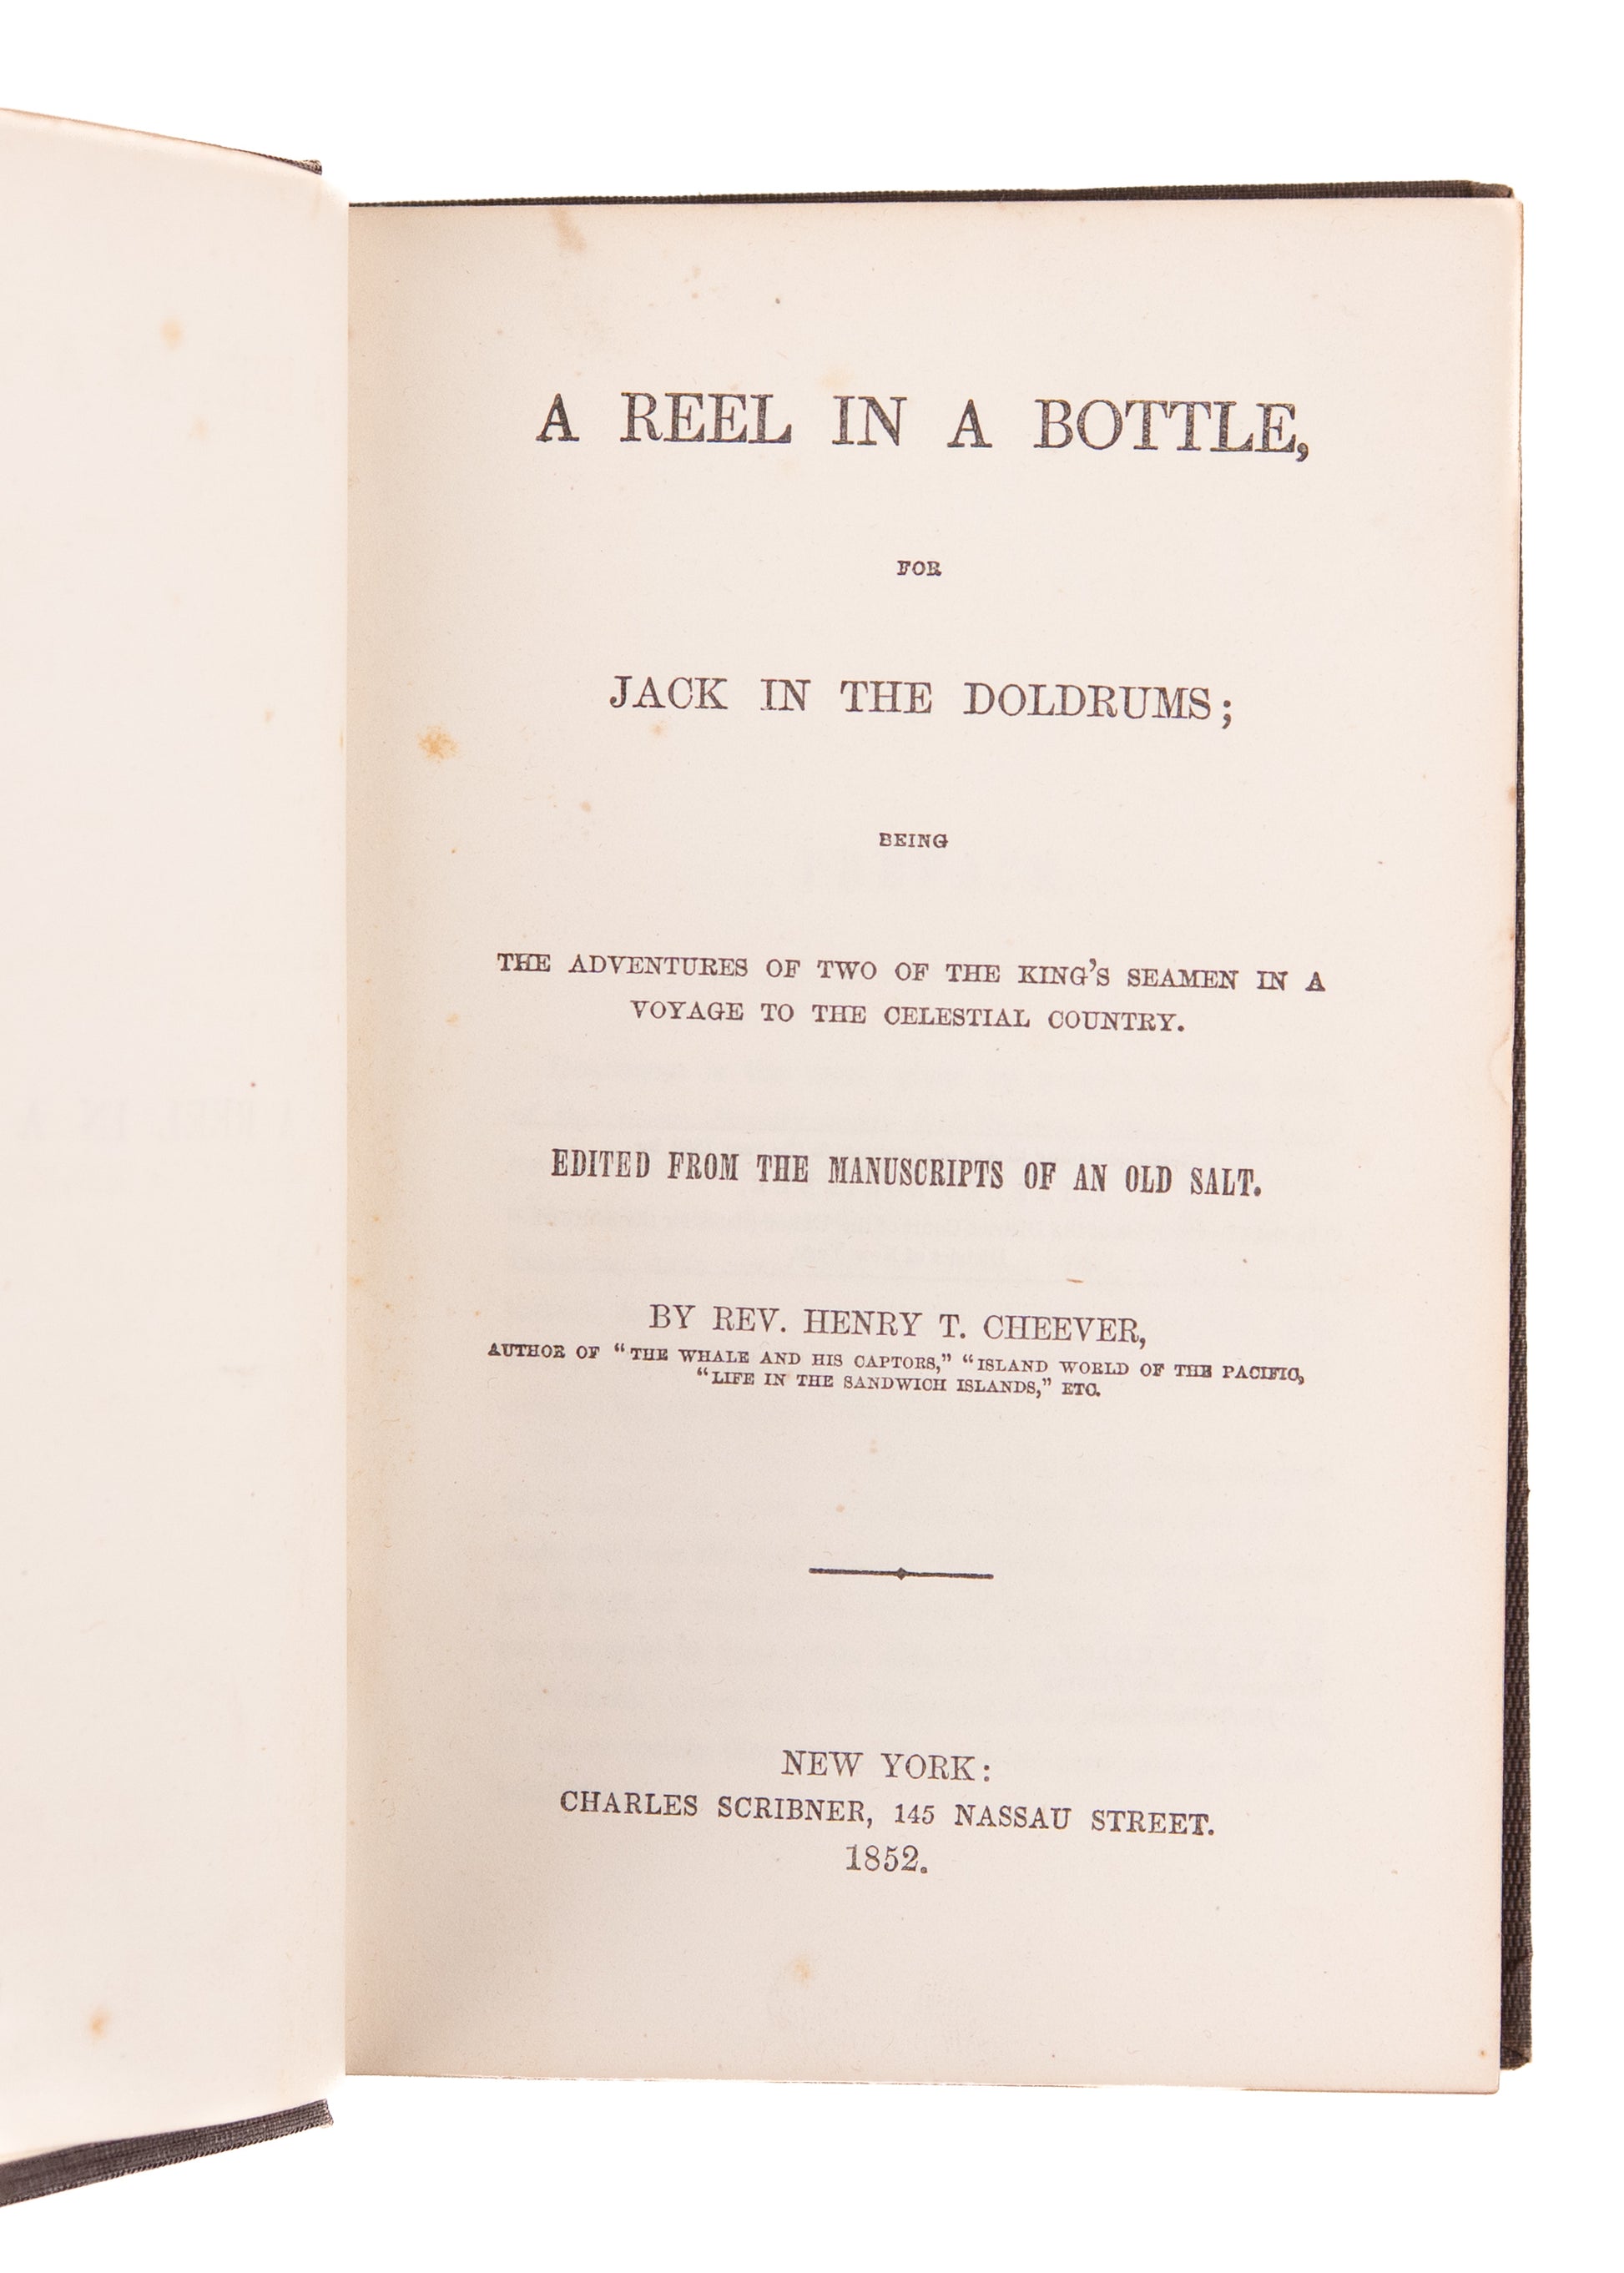 A REEL IN A BOTTLE,
FOR
JACK IN THE DOLDRUMS;
BEING
THE ADVENTURES OF TWO OF THE KING'S SEAMEN IN A
VOYAGE TO THE CELESTIAL COUNTRY.
EDITED FROM THE MANUSCRIPTS OF AN OLD SALT.
BY REV. HENRY T. CHEEVER,
AUTHOR OF "THE WHALE AND HIS CAPTORS," "ISLAND WORLD OF THE PACIFIC,
"LIFE IN THE SANDWICH ISLANDS," ETC.
NEW YORK:
CHARLES SCRIBNER, 145 NASSAU STREET.
1852.